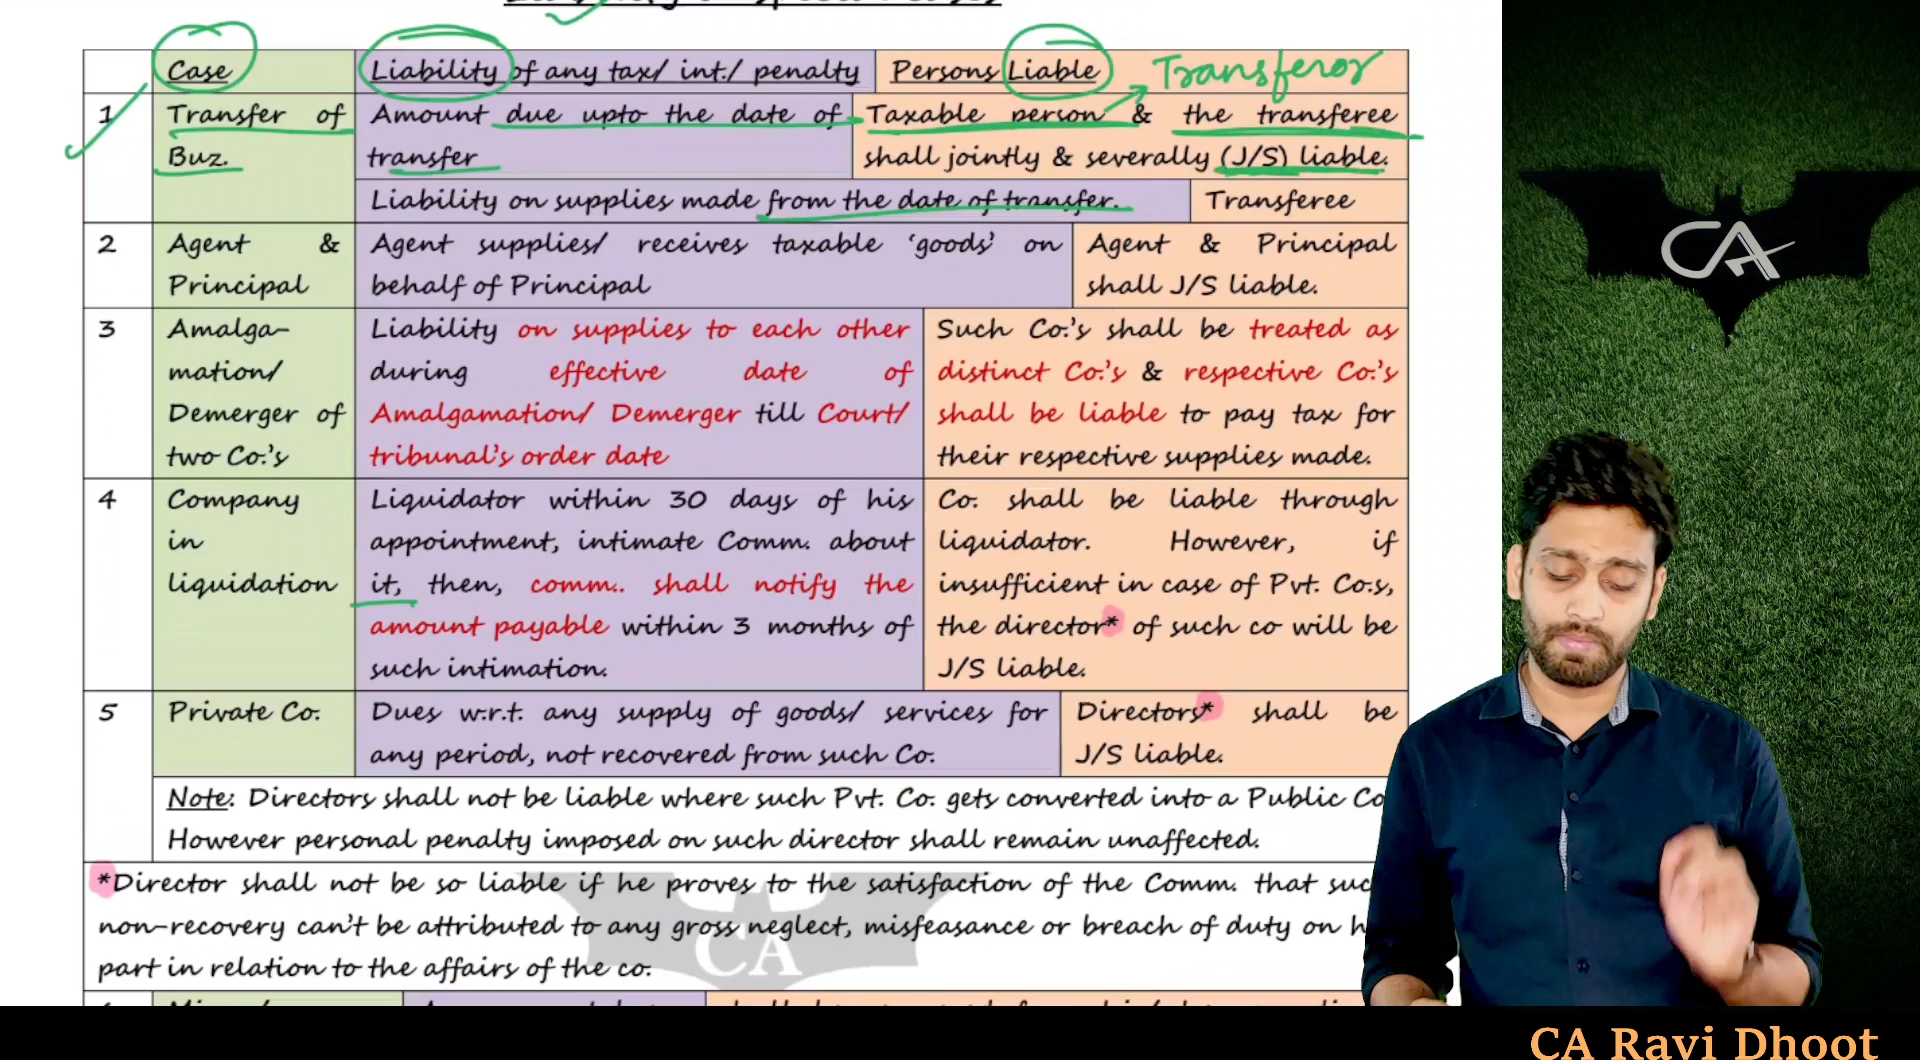 Case Liability of any tax/ int./ penalty Persons Liable Transferor
1 Transfer of Amount due upto the date of Taxable person & the transferee
Buz. transfer shall jointly & severally (J/S) liable.
Liability on supplies made from the date of transfer. Transferee
2 Agent & Agent supplies/ receives taxable ‘goods’ on Agent & Principal
Principal behalf of Principal shall J/S liable.
3 Amalga- Liability on supplies to each other Such Co.’s shall be treated as
mation/ during effective date of distinct Co.’s & respective Co.’s
Demerger of Amalgamation/ Demerger till Court/ shall be liable to pay tax for
two Co.’s tribunal’s order date their respective supplies made.
4 Company Liquidator within 30 days of his Co. shall be liable through
in appointment, intimate Comm. about liquidator. However, if
liquidation it, then, comm.. shall notify the insufficient in case of Pvt. Co.s,
amount payable within 3 months of the director* of such co will be
such intimation. J/S liable.
5 Private Co. Dues w.r.t. any supply of goods/ services for Directors* shall be
any period, not recovered from such Co. J/S liable.
Note: Directors shall not be liable where such Pvt. Co. gets converted into a Public Co
However personal penalty imposed on such director shall remain unaffected.
*Director shall not be so liable if he proves to the satisfaction of the Comm. that suc
non-recovery can’t be attributed to any gross neglect, misfeasance or breach of duty on h
part in relation to the affairs of the co.
CA
CA
CA Ravi Dhoot